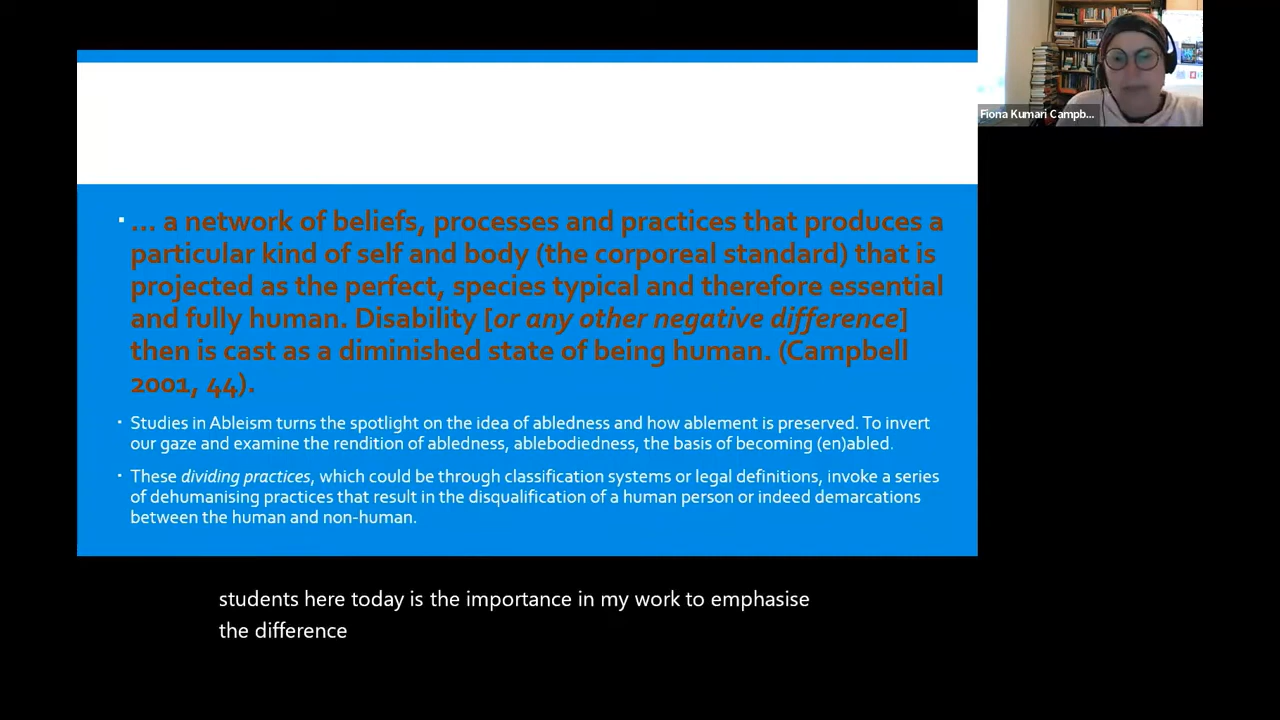 Fiona Kumari Campb...
... a network of beliefs, processes and practices that produces a
particular kind of self and body (the corporeal standard) that is
projected as the perfect, species typical and therefore essential
and fully human. Disability [or any other negative difference]
then is cast as a diminished state of being human. (Campbell
2001, 44).
Studies in Ableism turns the spotlight on the idea of abledness and how ablement is preserved. To invert
our gaze and examine the rendition of abledness, ablebodiedness, the basis of becoming (en)abled.
These dividing practices, which could be through classification systems or legal definitions, invoke a series
of dehumanising practices that result in the disqualification of a human person or indeed demarcations
between the human and non-human.
students here today is the importance in my work to emphasise
the difference